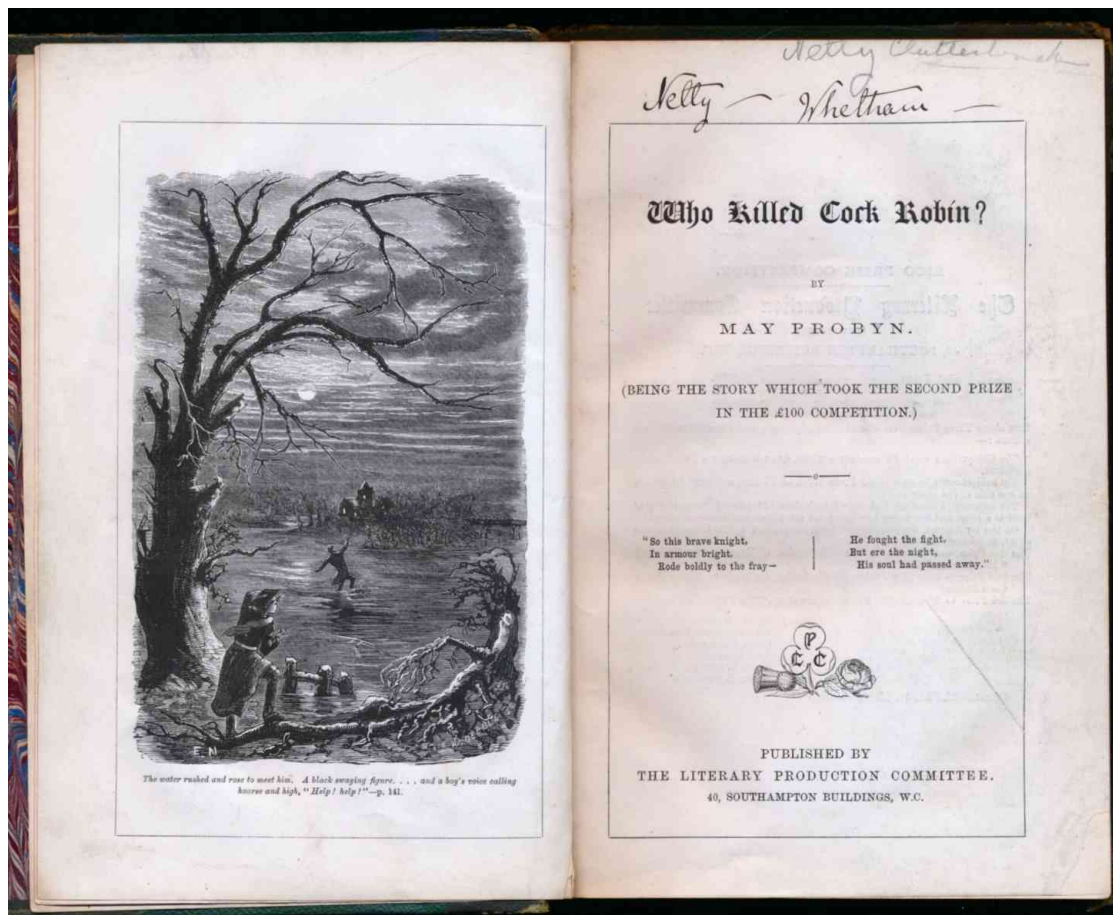 E N
The water rushed and rose to meet him. A black swaying figure. . . . and a boy's voice calling
hoarse and high, "Help! help!"—p. 141.
Netty Clutterbuck
Netty — Whetham —
Who Killed Cock Robin?
BY
MAY PROBYN.
(BEING THE STORY WHICH TOOK THE SECOND PRIZE
IN THE £100 COMPETITION.)
"So this brave knight,
In armour bright,
Rode boldly to the fray—
He fought the fight,
But ere the night,
His soul had passed away."
P
L C
PUBLISHED BY
THE LITERARY PRODUCTION COMMITTEE.
40, SOUTHAMPTON BUILDINGS, W.C.